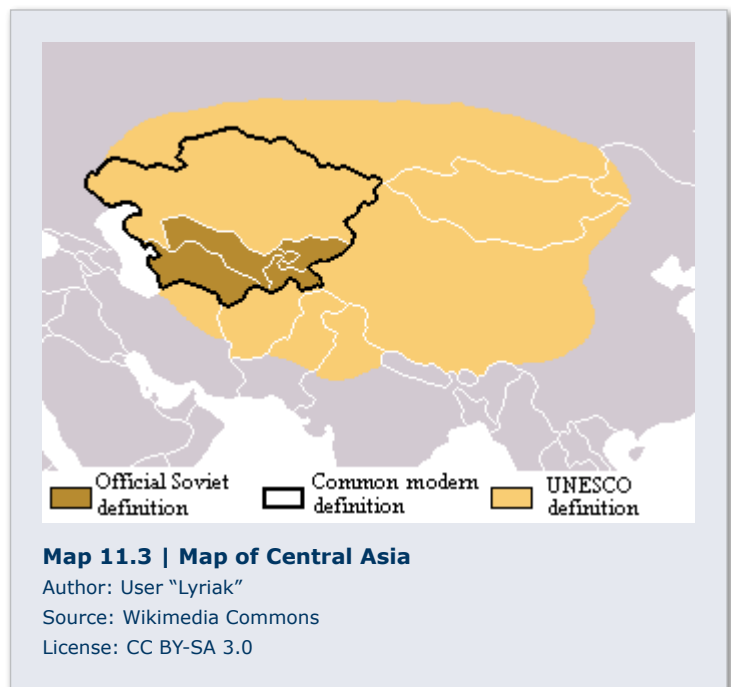 Official Soviet
definition
Common modern
definition
UNESCO
definition
Map 11.3 | Map of Central Asia
Author: User “Lyriak”
Source: Wikimedia Commons
License: CC BY-SA 3.0